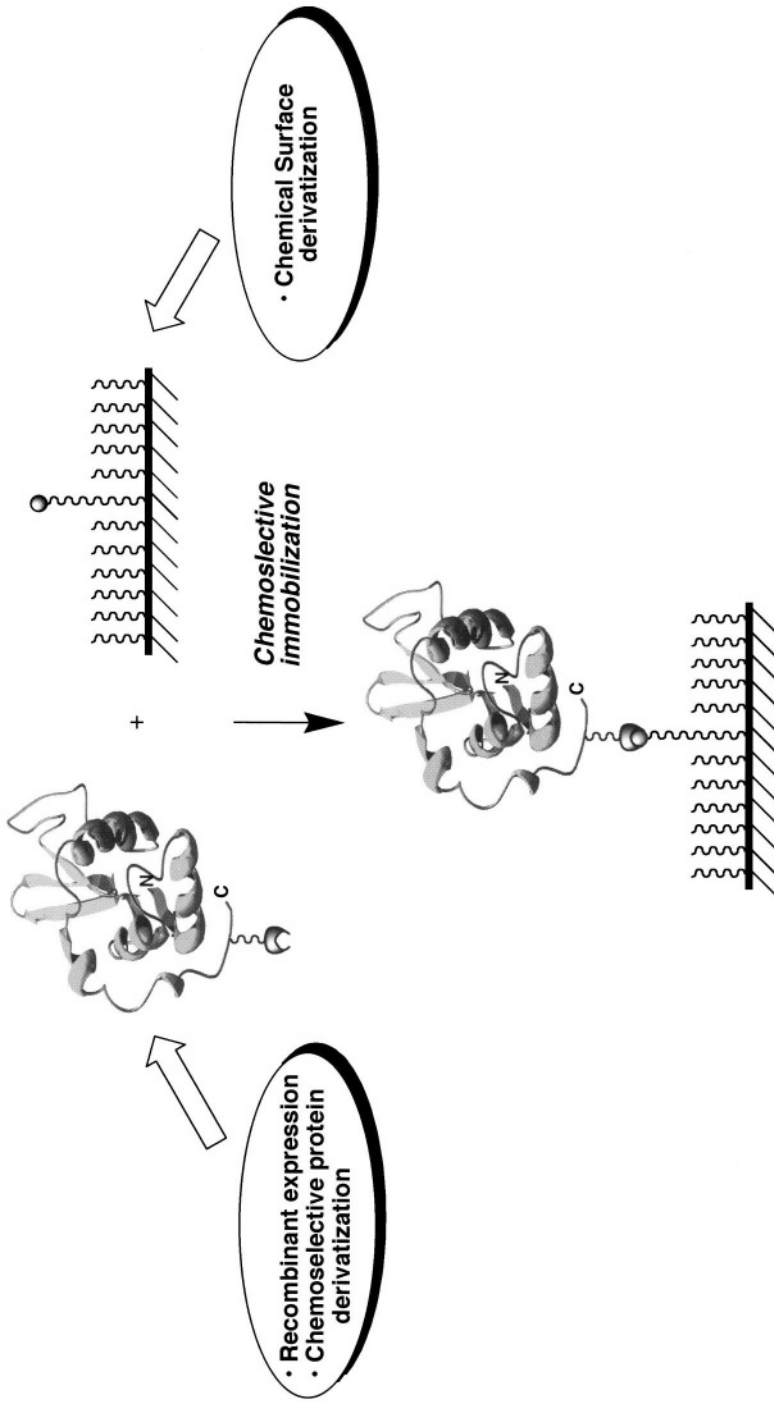 • Recombinant expression
• Chemoselective protein
derivatization
N
C
+
• Chemical Surface
derivatization
Chemoslective
immobilization
N
C